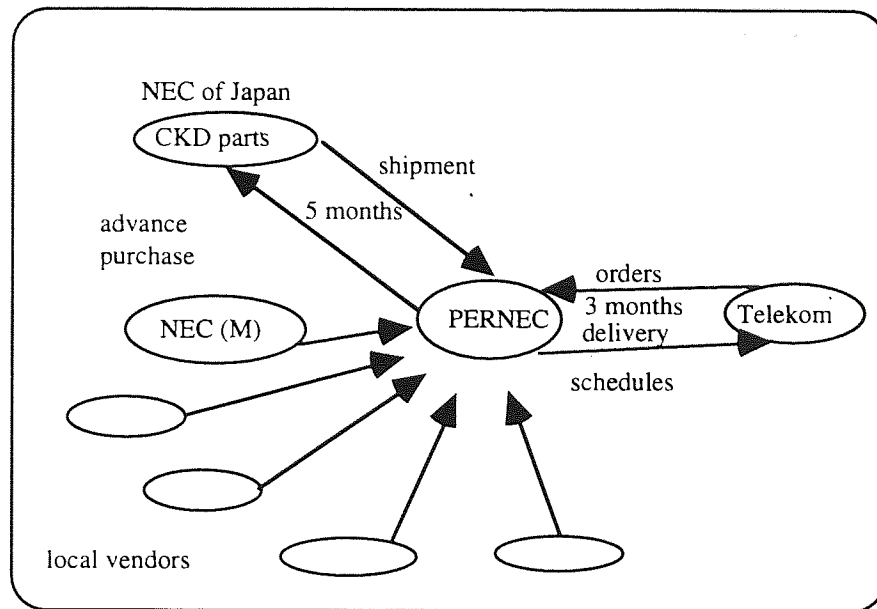 NEC of Japan
CKD parts
shipment
5 months
advance
purchase
orders
NEC (M)
PERNEC
3 months
Telekom
delivery
schedules
local vendors